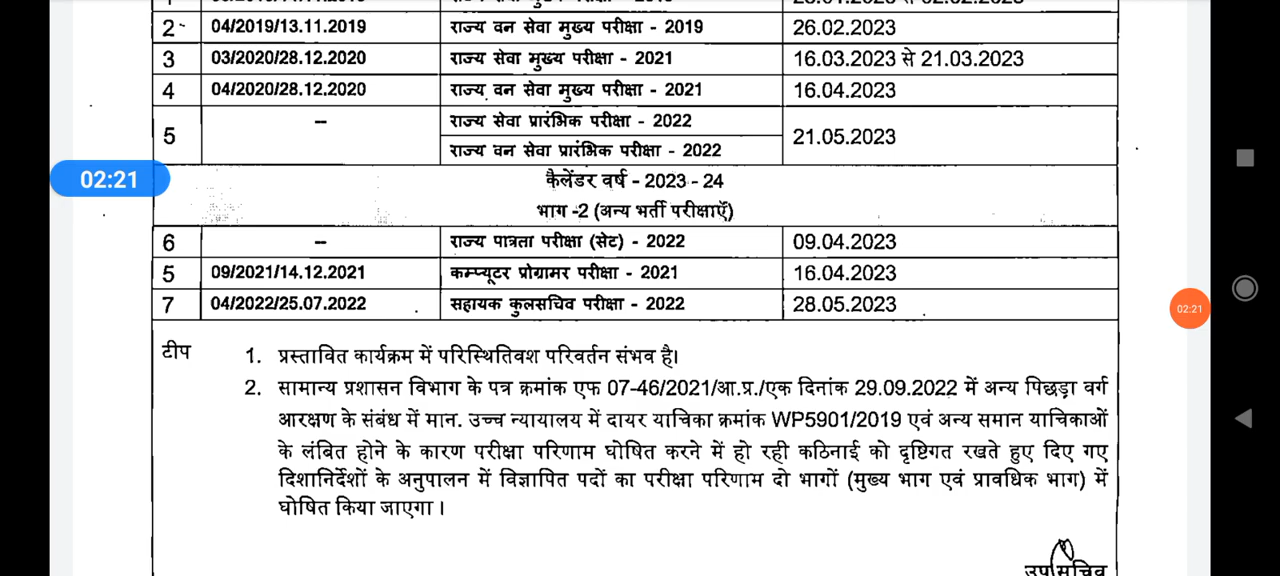 2 04/2019/13.11.2019 राज्य वन सेवा मुख्य परीक्षा - 2019 26.02.2023
3 03/2020/28.12.2020 राज्य सेवा मुख्य परीक्षा - 2021 16.03.2023 से 21.03.2023
4 04/2020/28.12.2020 राज्य वन सेवा मुख्य परीक्षा - 2021 16.04.2023
5 – राज्य सेवा प्रारंभिक परीक्षा - 2022 21.05.2023
राज्य वन सेवा प्रारंभिक परीक्षा - 2022
02:21
कैलेंडर वर्ष - 2023 - 24
भाग -2 (अन्य भर्ती परीक्षाएँ)
6 – राज्य पात्रता परीक्षा (सेट) - 2022 09.04.2023
5 09/2021/14.12.2021 कम्प्यूटर प्रोग्रामर परीक्षा - 2021 16.04.2023
7 04/2022/25.07.2022 सहायक कुलसचिव परीक्षा - 2022 28.05.2023
02:21
टीप 1. प्रस्तावित कार्यक्रम में परिस्थितिवश परिवर्तन संभव है।
2. सामान्य प्रशासन विभाग के पत्र क्रमांक एफ 07-46/2021/आ.प्र./एक दिनांक 29.09.2022 में अन्य पिछड़ा वर्ग
आरक्षण के संबंध में मान. उच्च न्यायालय में दायर याचिका क्रमांक WP5901/2019 एवं अन्य समान याचिकाओं
के लंबित होने के कारण परीक्षा परिणाम घोषित करने में हो रही कठिनाई को दृष्टिगत रखते हुए दिए गए
दिशानिर्देशों के अनुपालन में विज्ञापित पदों का परीक्षा परिणाम दो भागों (मुख्य भाग एवं प्रावधिक भाग) में
घोषित किया जाएगा ।
उप सचिव